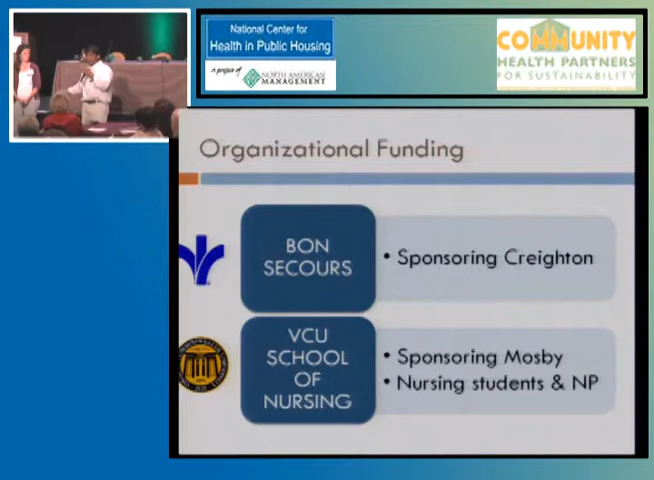 National Center for
Health in Public Housing
a project of NORTH AMERICAN
MANAGEMENT
COMMUNITY
HEALTH PARTNERS
FOR SUSTAINABILITY
Organizational Funding
BON
SECOURS
• Sponsoring Creighton
VCU
SCHOOL
OF
NURSING
• Sponsoring Mosby
• Nursing students & NP